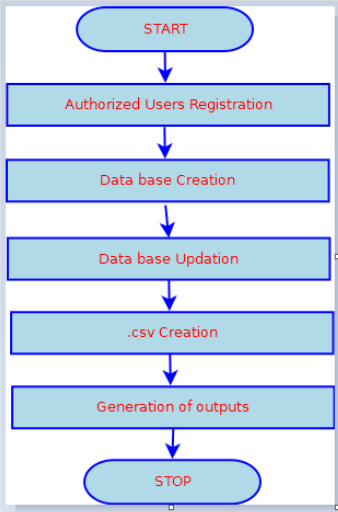 START
Authorized Users Registration
Data base Creation
Data base Updation
.csv Creation
Generation of outputs
STOP